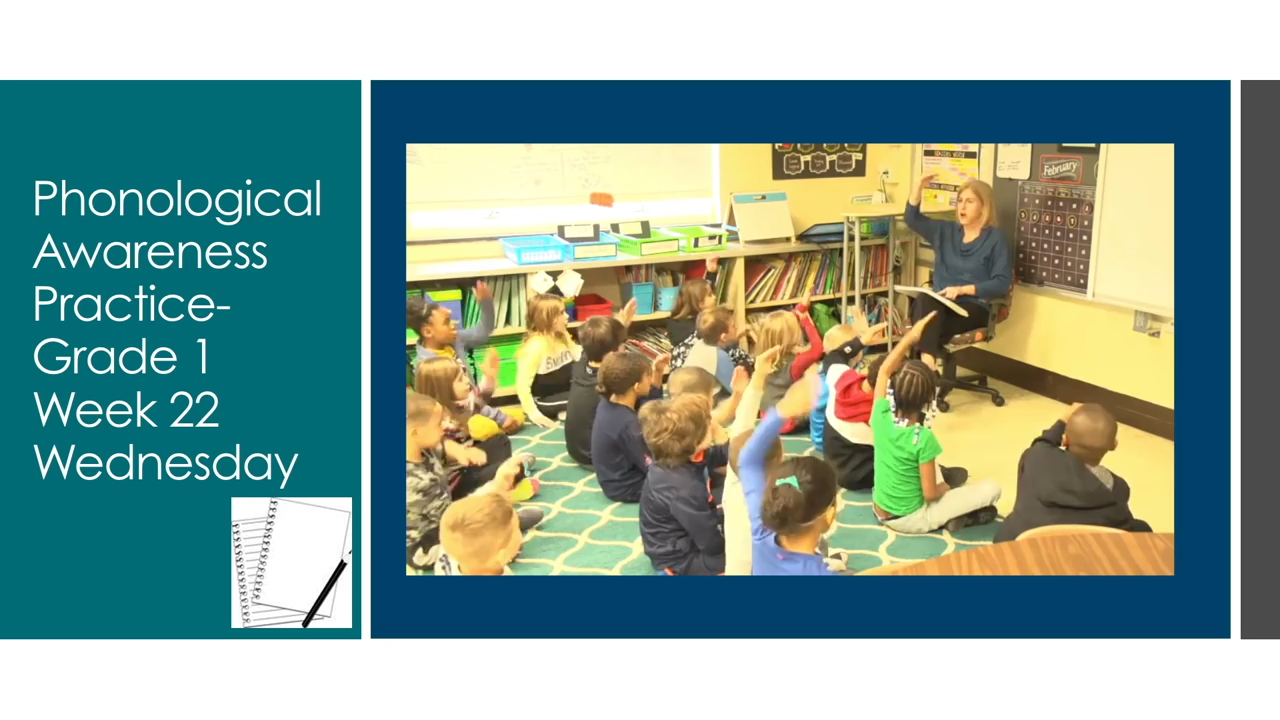 Phonological
Awareness
Practice-
Grade 1
Week 22
Wednesday
February